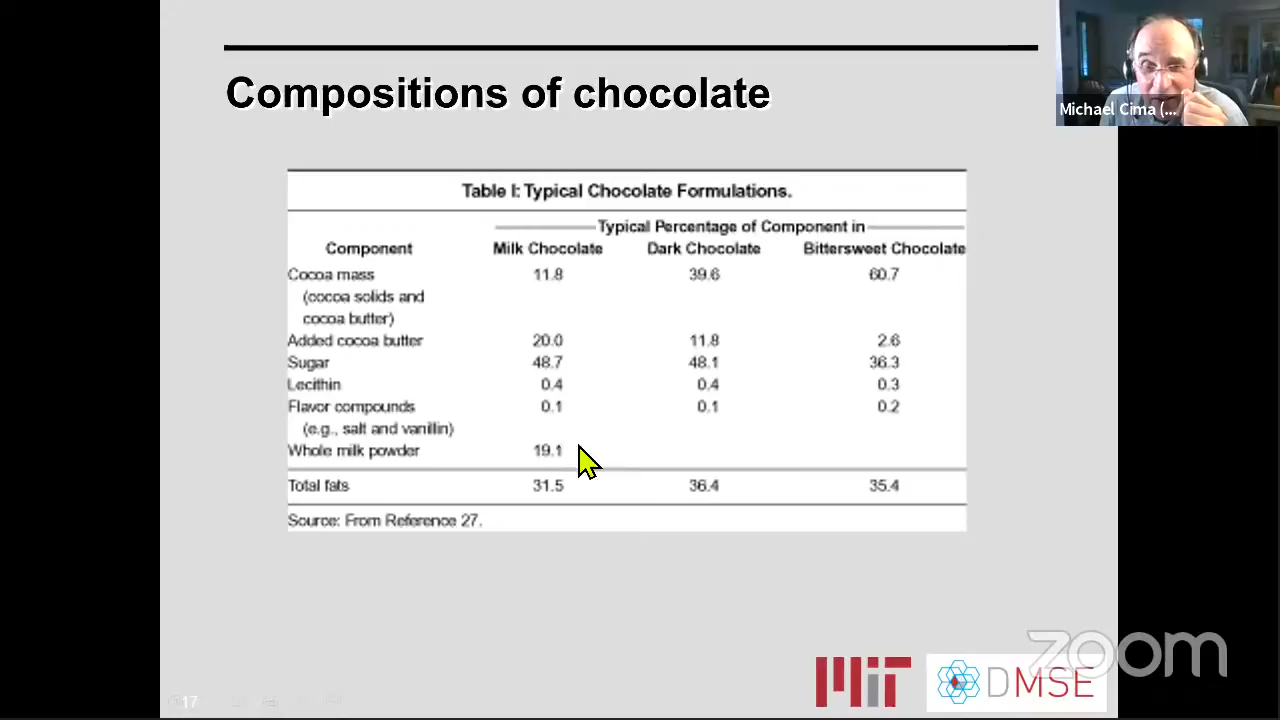 Compositions of chocolate
Michael Cima (...
Table I: Typical Chocolate Formulations.
Typical Percentage of Component in
Component Milk Chocolate Dark Chocolate Bittersweet Chocolate
Cocoa mass 11.8 39.6 60.7
(cocoa solids and
cocoa butter)
Added cocoa butter 20.0 11.8 2.6
Sugar 48.7 48.1 36.3
Lecithin 0.4 0.4 0.3
Flavor compounds 0.1 0.1 0.2
(e.g., salt and vanillin)
Whole milk powder 19.1
Total fats 31.5 36.4 35.4
Source: From Reference 27.
zoom
MIT
DMSE
17